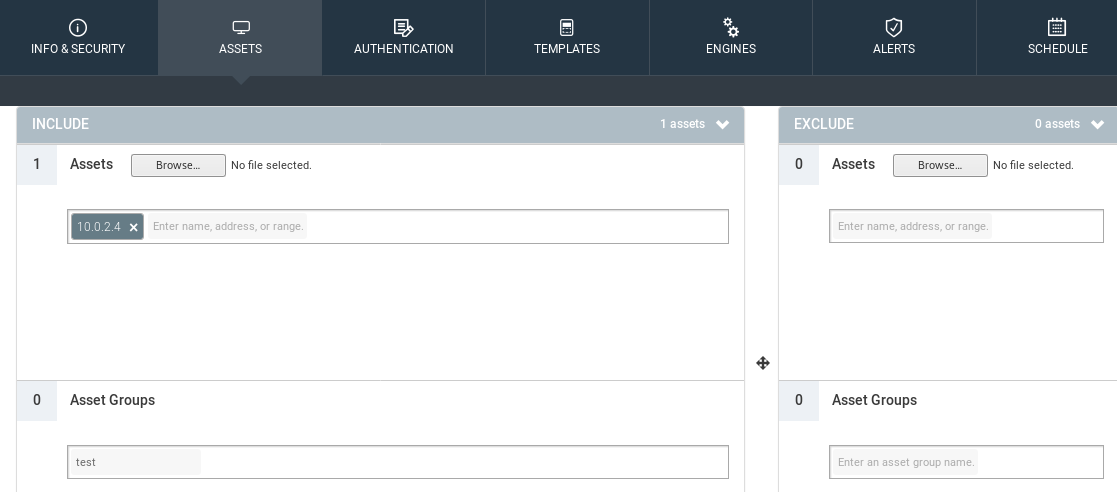 INFO & SECURITY ASSETS AUTHENTICATION TEMPLATES ENGINES ALERTS SCHEDULE
INCLUDE 1 assets EXCLUDE 0 assets
1 Assets Browse... No file selected. 0 Assets Browse... No file selected.
10.0.2.4 × Enter name, address, or range. Enter name, address, or range.
0 Asset Groups 0 Asset Groups
test Enter an asset group name.